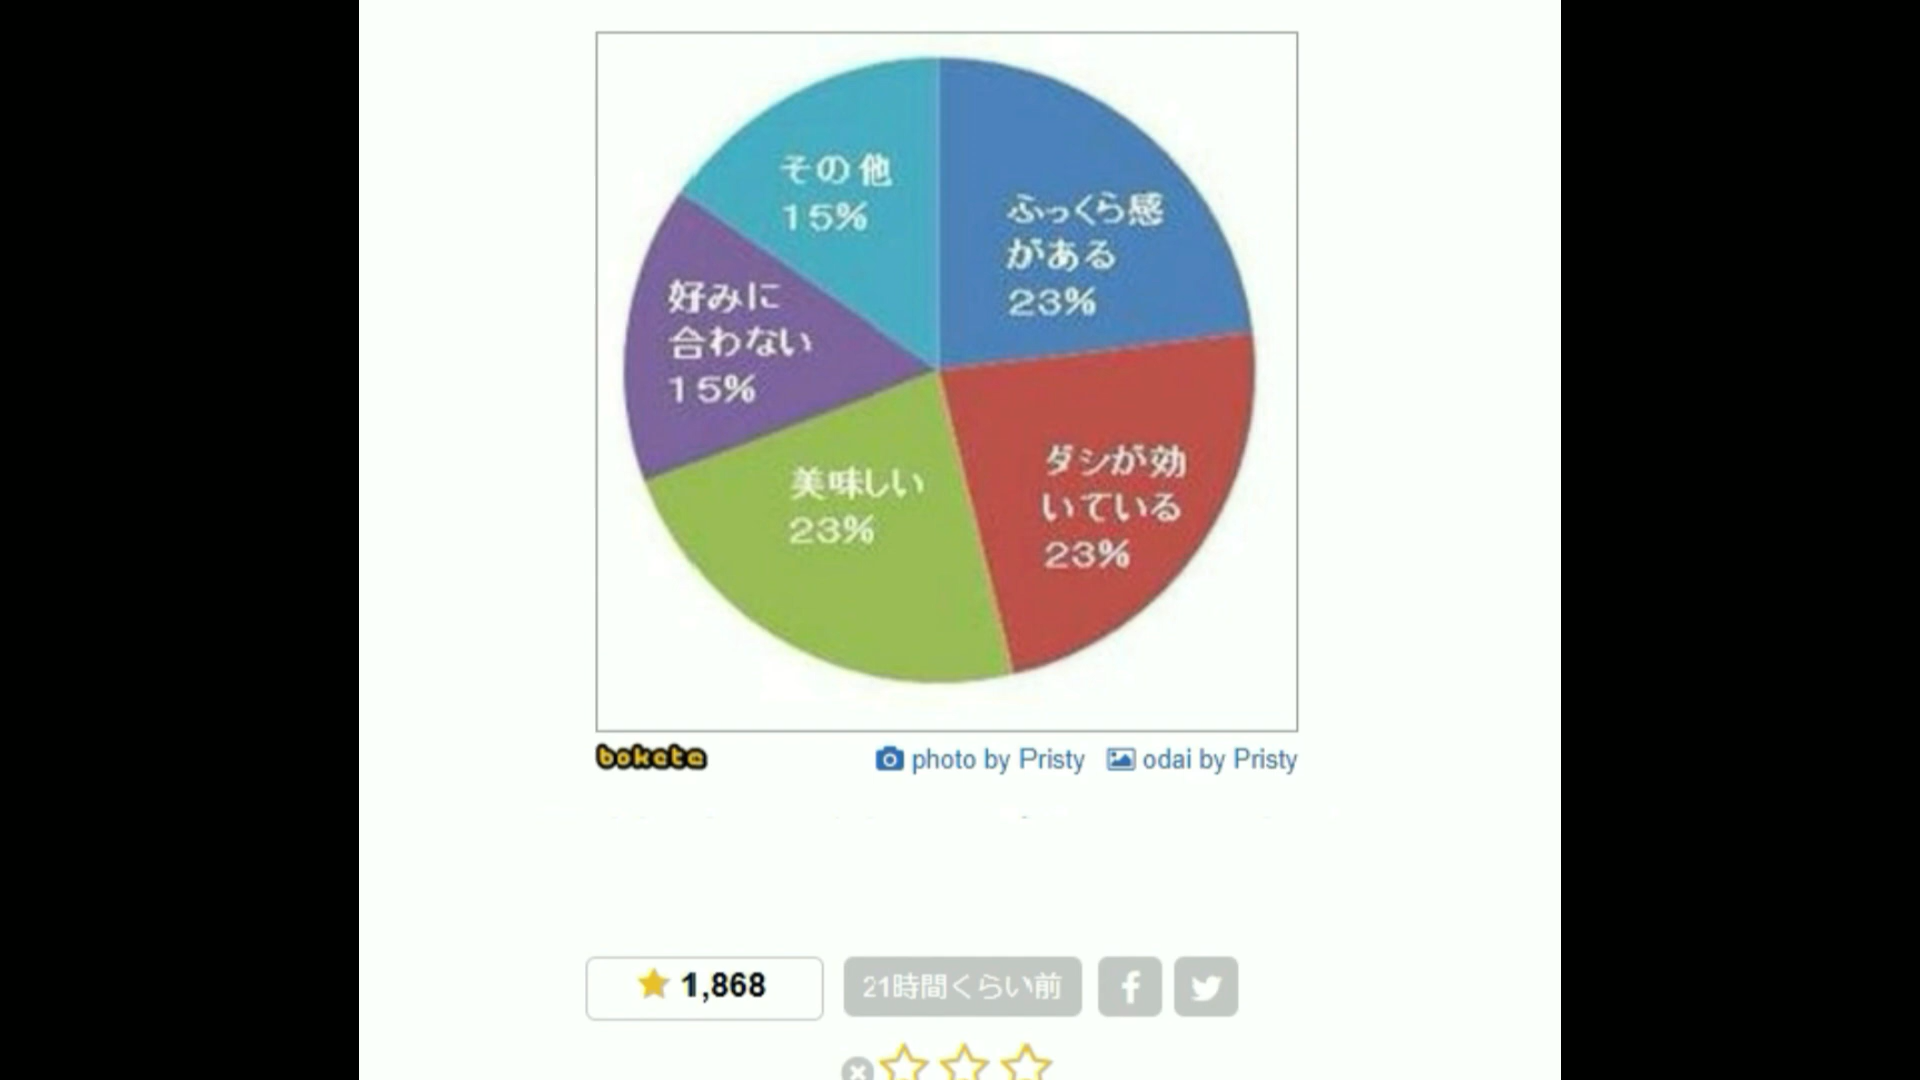 その他
15%
ふっくら感
がある
23%
好みに
合わない
15%
ダシが効
いている
23%
美味しい
23%
bokete
photo by Pristy
odai by Pristy
1,868
21時間くらい前